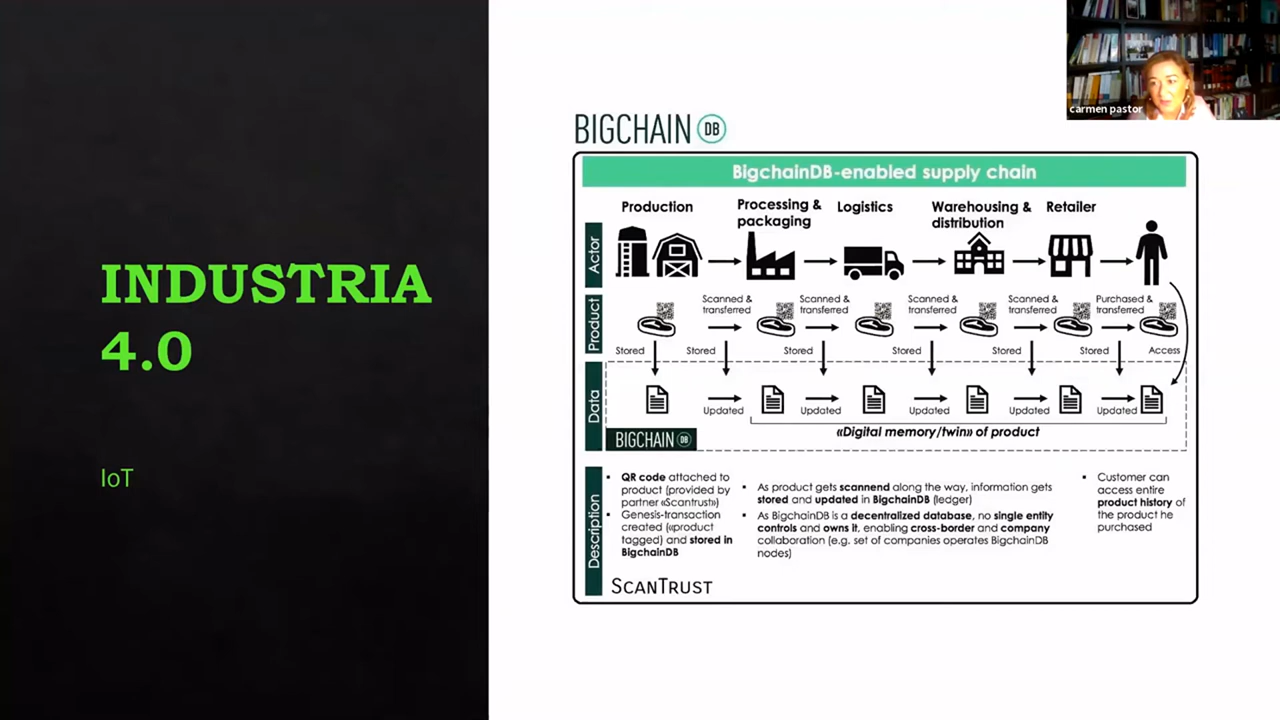 INDUSTRIA
4.0
IoT
carmen pastor
BIGCHAIN DB
BigchainDB-enabled supply chain
Production
Processing &
packaging
Logistics
Warehousing &
distribution
Retailer
Actor
Product
Scanned &
transferred
Scanned &
transferred
Scanned &
transferred
Scanned &
transferred
Purchased &
transferred
Stored
Stored
Stored
Stored
Stored
Stored
Access
Data
Updated
Updated
Updated
Updated
Updated
«Digital memory/twin» of product
BIGCHAIN DB
Description
▪ QR code attached to
product (provided by
partner «Scantrust»)
▪ Genesis-transaction
created («product
tagged) and stored in
BigchainDB
▪ As product gets scannend along the way, information gets
stored and updated in BigchainDB (ledger)
▪ As BigchainDB is a decentralized database, no single entity
controls and owns it, enabling cross-border and company
collaboration (e.g. set of companies operates BigchainDB
nodes)
▪ Customer can
access entire
product history of
the product he
purchased
SCANTRUST